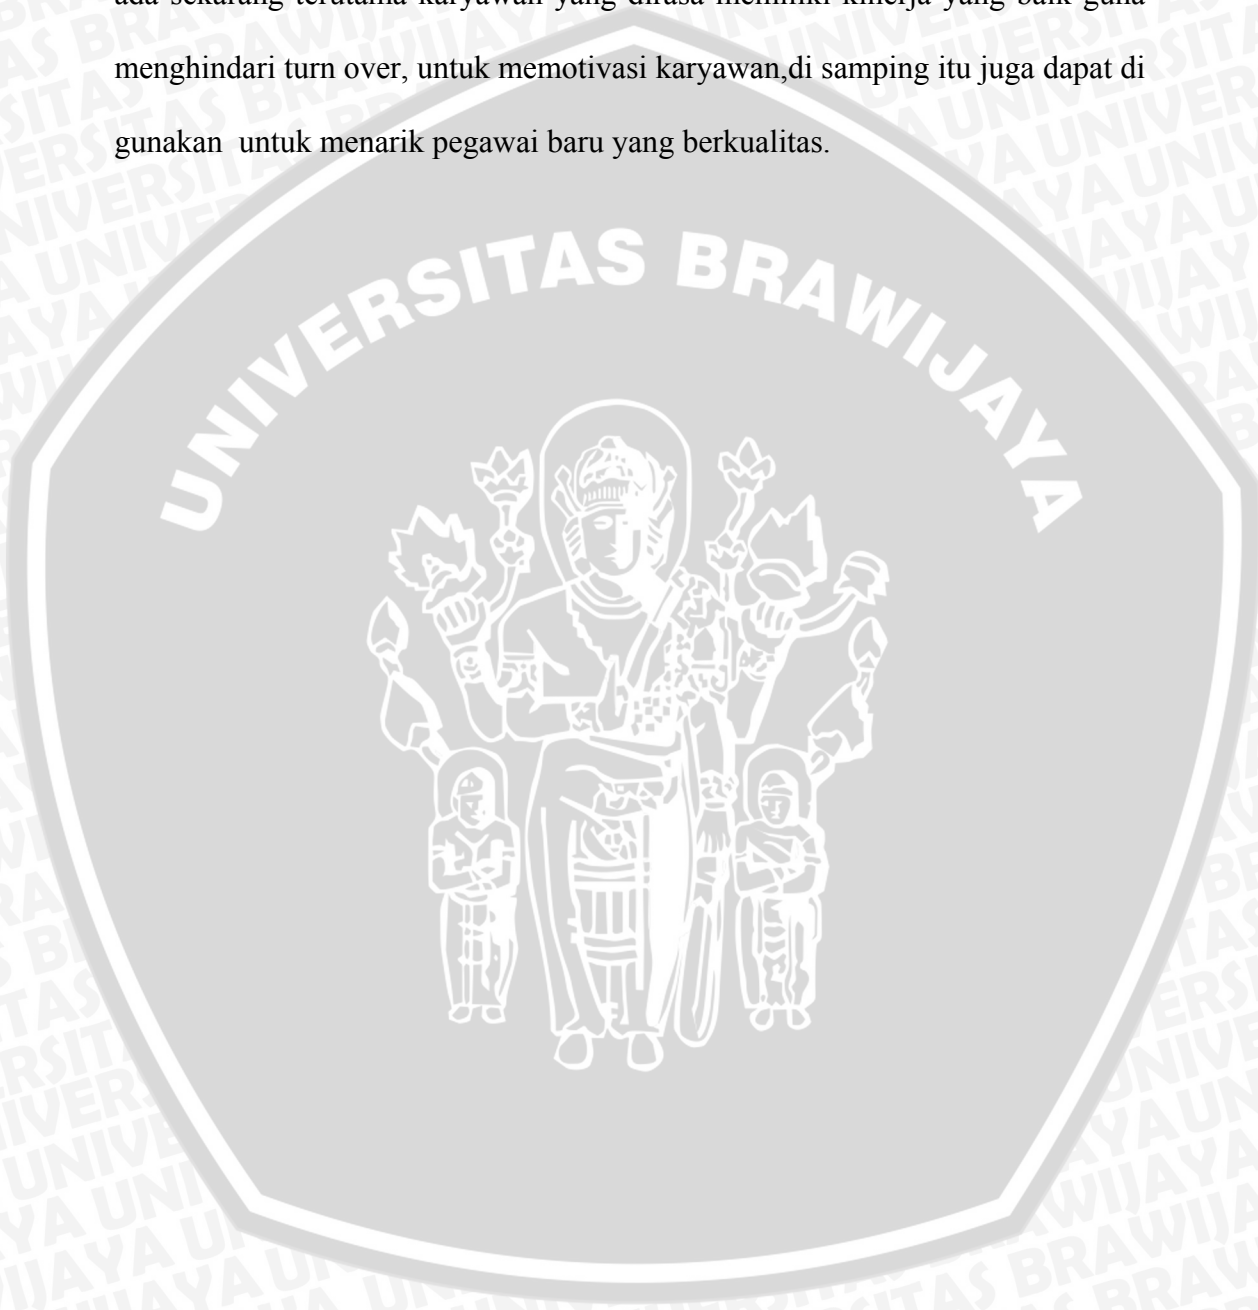 ada sekarang terutama karyawan yang dirasa memiliki kinerja yang baik guna
menghindari turn over, untuk memotivasi karyawan,di samping itu juga dapat di
gunakan  untuk menarik pegawai baru yang berkualitas.
UNIVERSITAS BRAWIJAYA